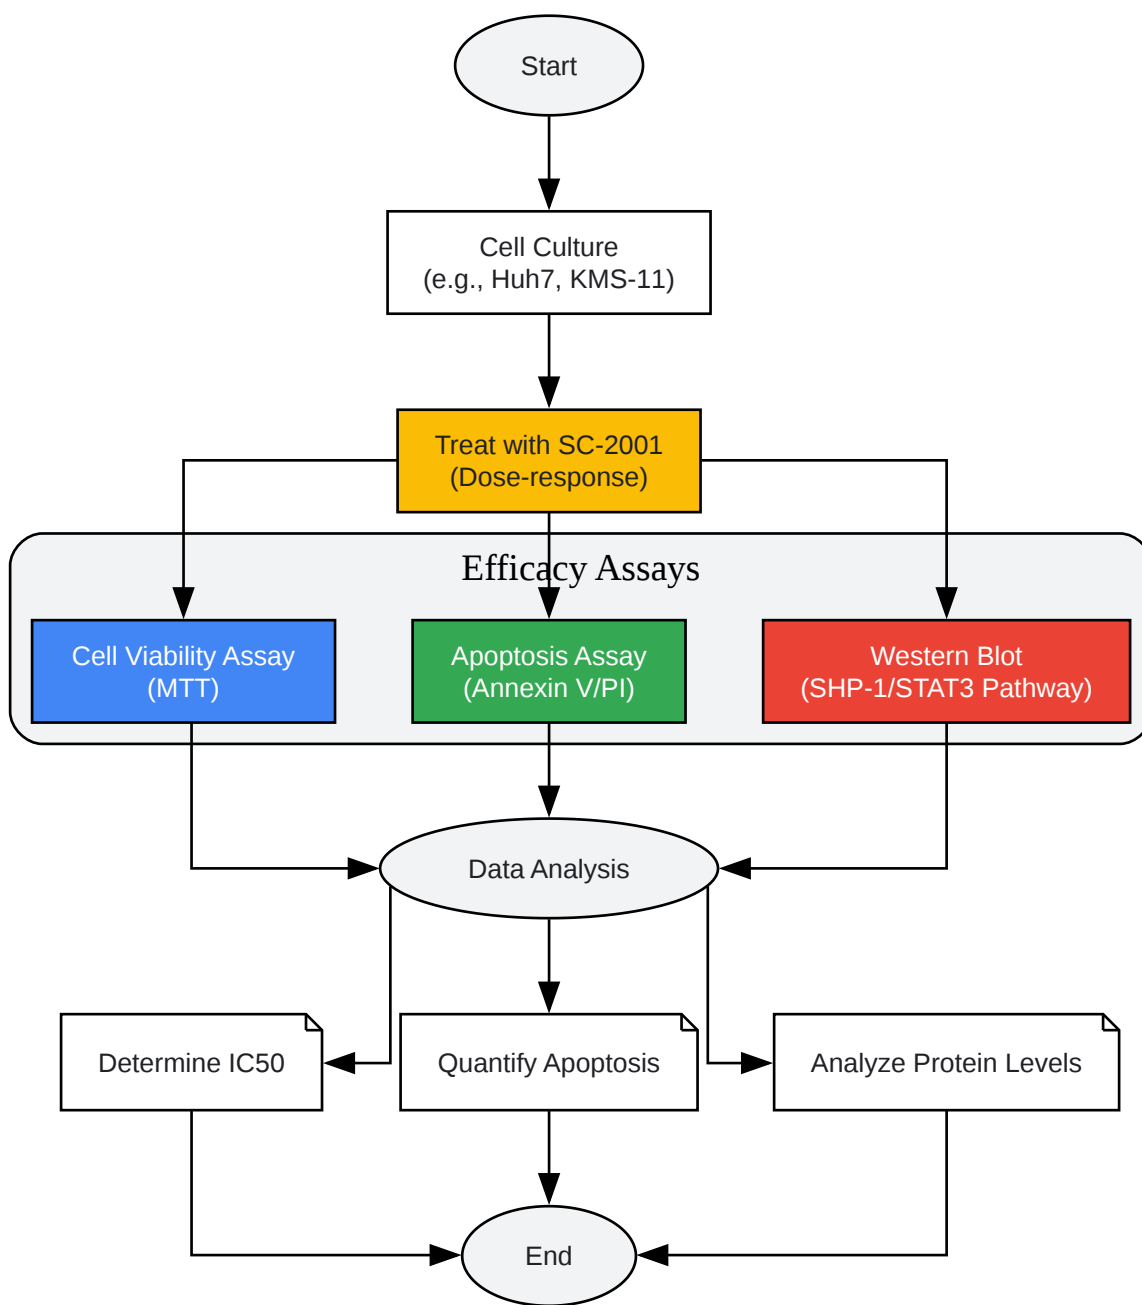 Start
Cell Culture
(e.g., Huh7, KMS-11)
Treat with SC-2001
(Dose-response)
Efficacy Assays
Cell Viability Assay
(MTT)
Apoptosis Assay
(Annexin V/PI)
Western Blot
(SHP-1/STAT3 Pathway)
Data Analysis
Determine IC50
Quantify Apoptosis
Analyze Protein Levels
End